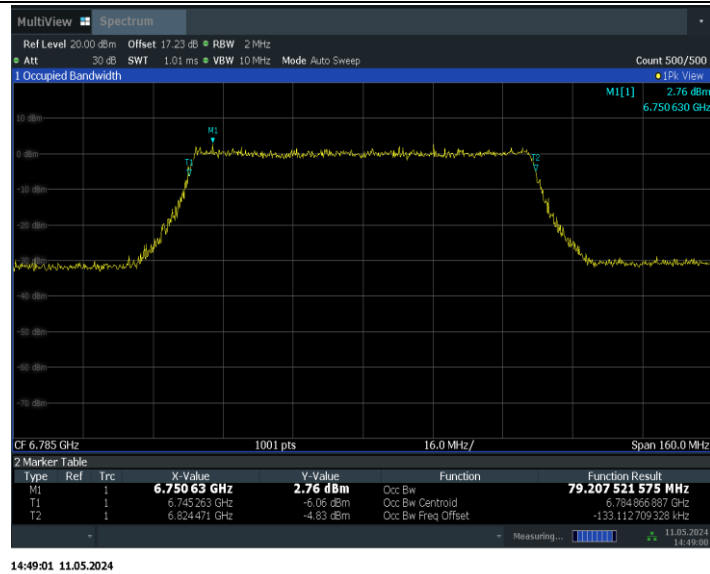 MultiView Spectrum
Ref Level 20.00 dBm Offset 17.23 dB RBW 2 MHz
Att 30 dB SWT 1.01 ms VBW 10 MHz Mode Auto Sweep Count 500/500
1 Occupied Bandwidth 1Pk View
M1[1] 2.76 dBm
6.750 630 GHz
10 dBm
M1
0 dBm
T1
T2
-10 dBm
-20 dBm
-40 dBm
-50 dBm
-60 dBm
-70 dBm
CF 6.785 GHz 1001 pts 16.0 MHz/ Span 160.0 MHz
2 Marker Table
Type Ref Trc X-Value Y-Value Function Function Result
M1 1 6.750 63 GHz 2.76 dBm Occ Bw 79.207 521 575 MHz
T1 1 6.745 263 GHz -6.06 dBm Occ Bw Centroid 6.784 866 887 GHz
T2 1 6.824 471 GHz -4.83 dBm Occ Bw Freq Offset -133.112 709 328 kHz
Measuring... 11.05.2024
14:49:00
14:49:01 11.05.2024